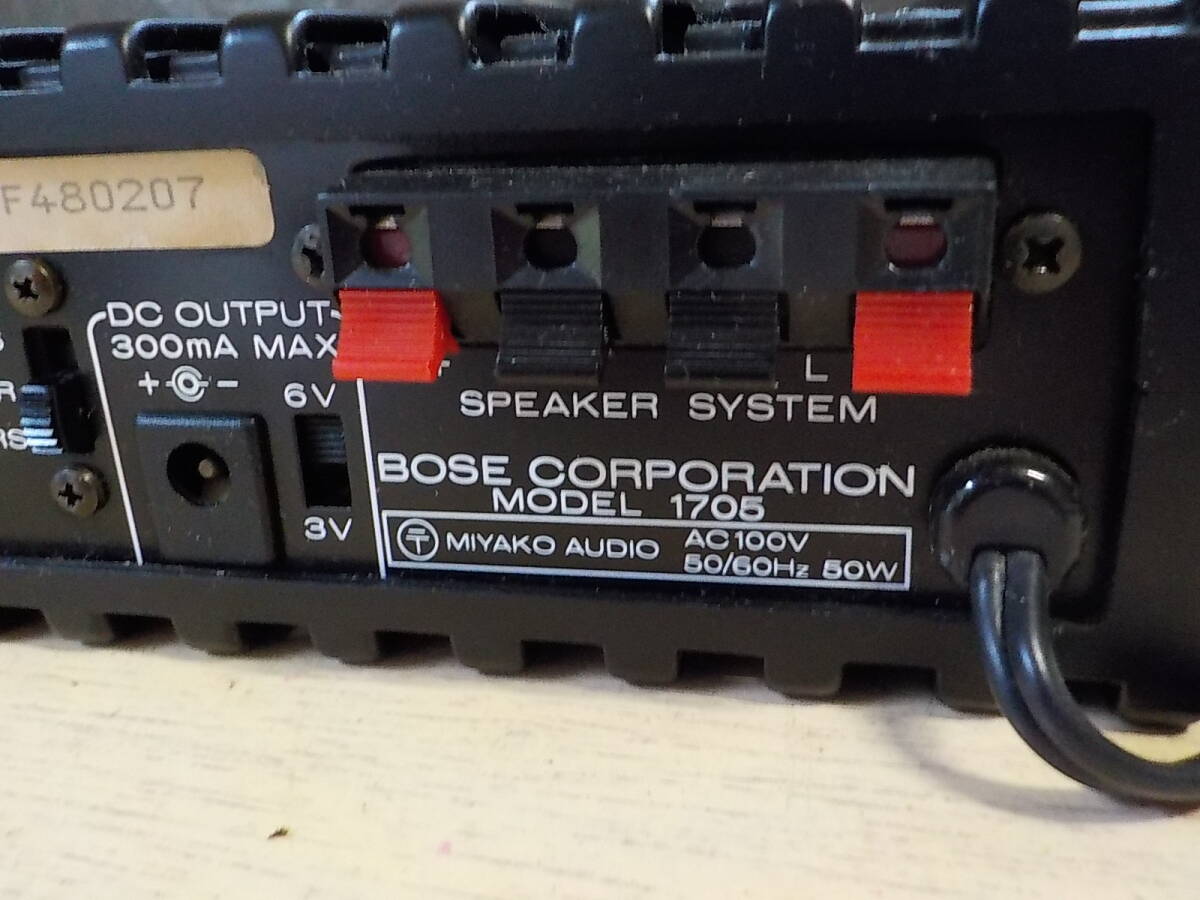 F480207
DC OUTPUT
300mA MAX
+ -
6V
3V
L
SPEAKER SYSTEM
BOSE CORPORATION
MODEL 1705
MIYAKO AUDIO
AC100V
50/60Hz 50W